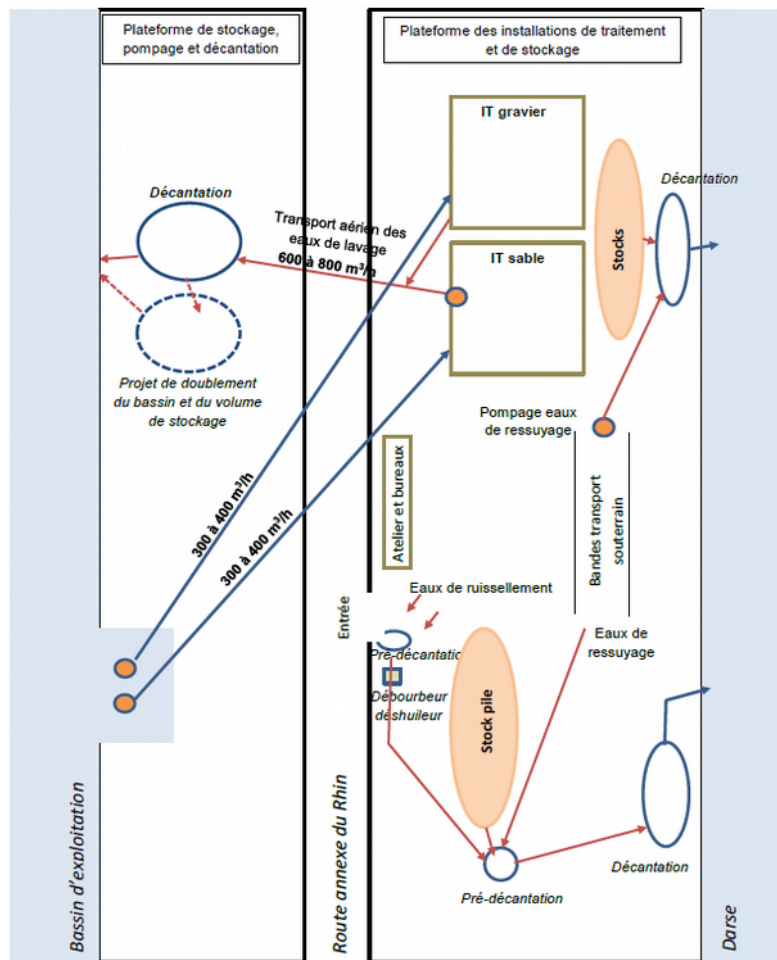 Plateforme de stockage,
pompage et décantation
Plateforme des installations de traitement
et de stockage
IT gravier
Décantation
Décantation
Transport aérien des
eaux de lavage
600 à 800 m³/h
IT sable
Stocks
Projet de doublement
du bassin et du volume
de stockage
Pompage eaux
de ressuyage
300 à 400 m³/h
300 à 400 m³/h
Atelier et bureaux
Bandes transport
souterrain
Eaux de ruissellement
Entrée
Eaux de
ressuyage
Pré-décantation
Débourbeur
déshuileur
Stock pile
Décantation
Pré-décantation
Bassin d'exploitation
Route annexe du Rhin
Darse